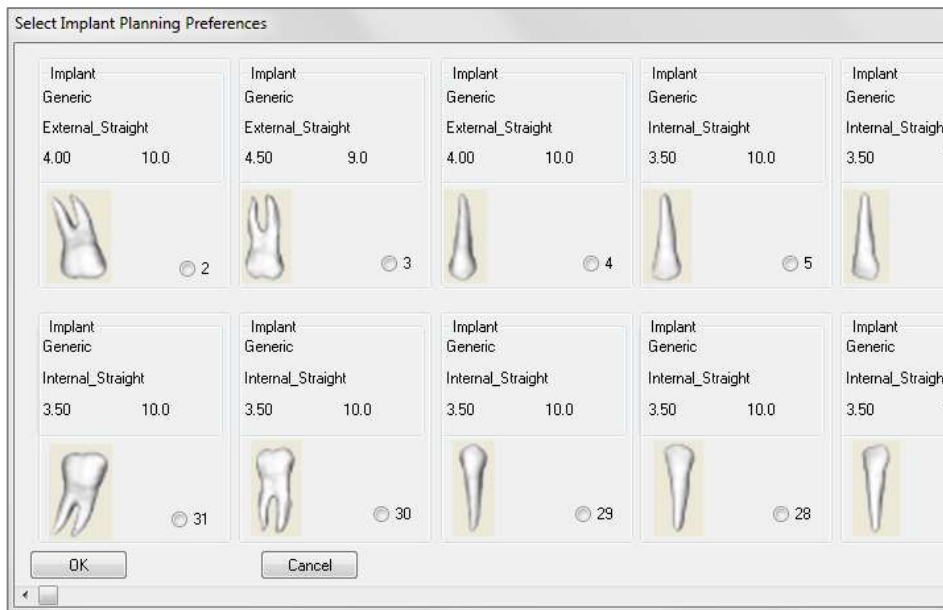 Select Implant Planning Preferences
Implant Implant Implant Implant Implant
Generic Generic Generic Generic Generic
External_Straight External_Straight External_Straight Internal_Straight Internal_Straigh
4.00 10.0 4.50 9.0 4.00 10.0 3.50 10.0 3.50
2 3 4 5
Implant Implant Implant Implant Implant
Generic Generic Generic Generic Generic
Internal_Straight Internal_Straight Internal_Straight Internal_Straight Internal_Straigh
3.50 10.0 3.50 10.0 3.50 10.0 3.50 10.0 3.50
31 30 29 28
OK Cancel